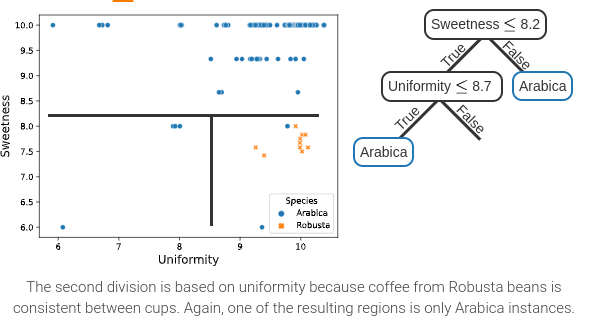 10.0
9.5
9.0
8.5
8.0
7.5
7.0
6.5
6.0
Sweetness
6 7 8 9 10
Uniformity
Species
Arabica
Robusta
Sweetness ≤ 8.2
True False
Uniformity ≤ 8.7 Arabica
True False
Arabica
The second division is based on uniformity because coffee from Robusta beans is
consistent between cups. Again, one of the resulting regions is only Arabica instances.